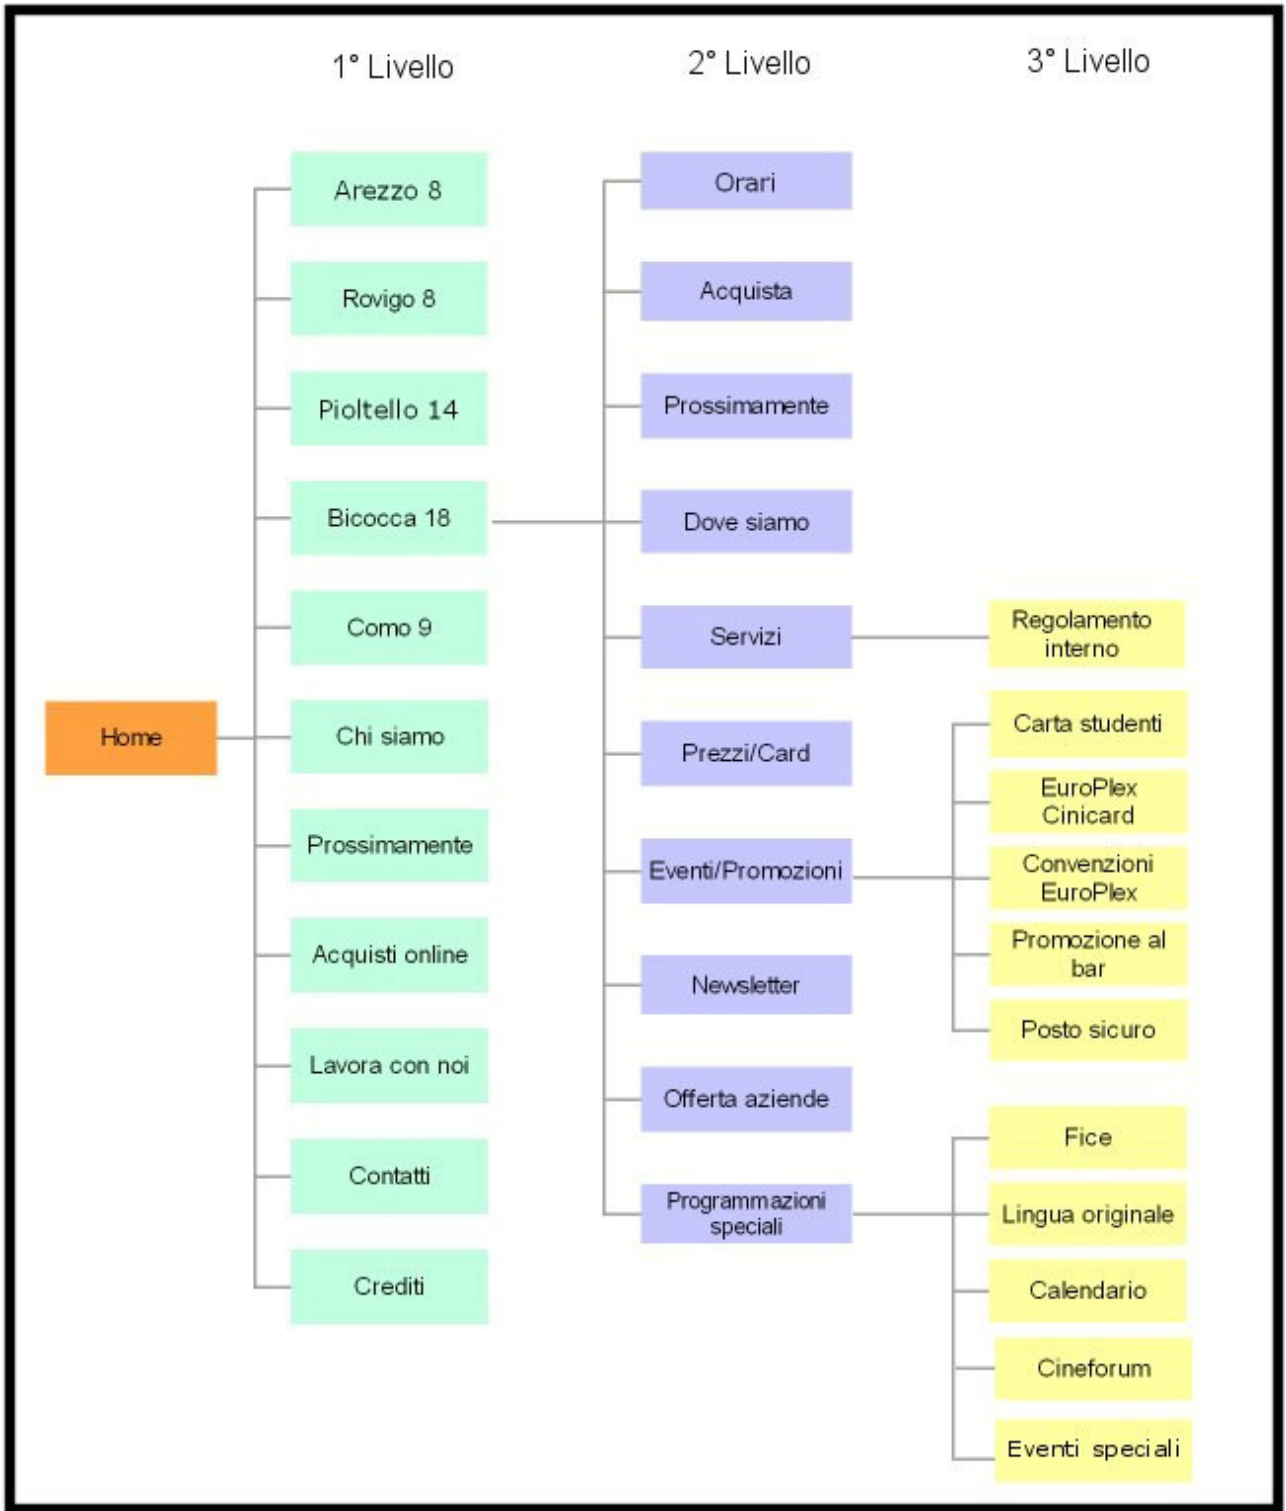 1° Livello
2° Livello
3° Livello
Home
Arezzo 8
Rovigo 8
Pioltello 14
Bicocca 18
Como 9
Chi siamo
Prossimamente
Acquisti online
Lavora con noi
Contatti
Crediti
Orari
Acquista
Prossimamente
Dove siamo
Servizi
Prezzi/Card
Eventi/Promozioni
Newsletter
Offerta aziende
Programmazioni
speciali
Regolamento
interno
Carta studenti
EuroPlex
Cinicard
Convenzioni
EuroPlex
Promozione al
bar
Posto sicuro
Fice
Lingua originale
Calendario
Cineforum
Eventi speciali